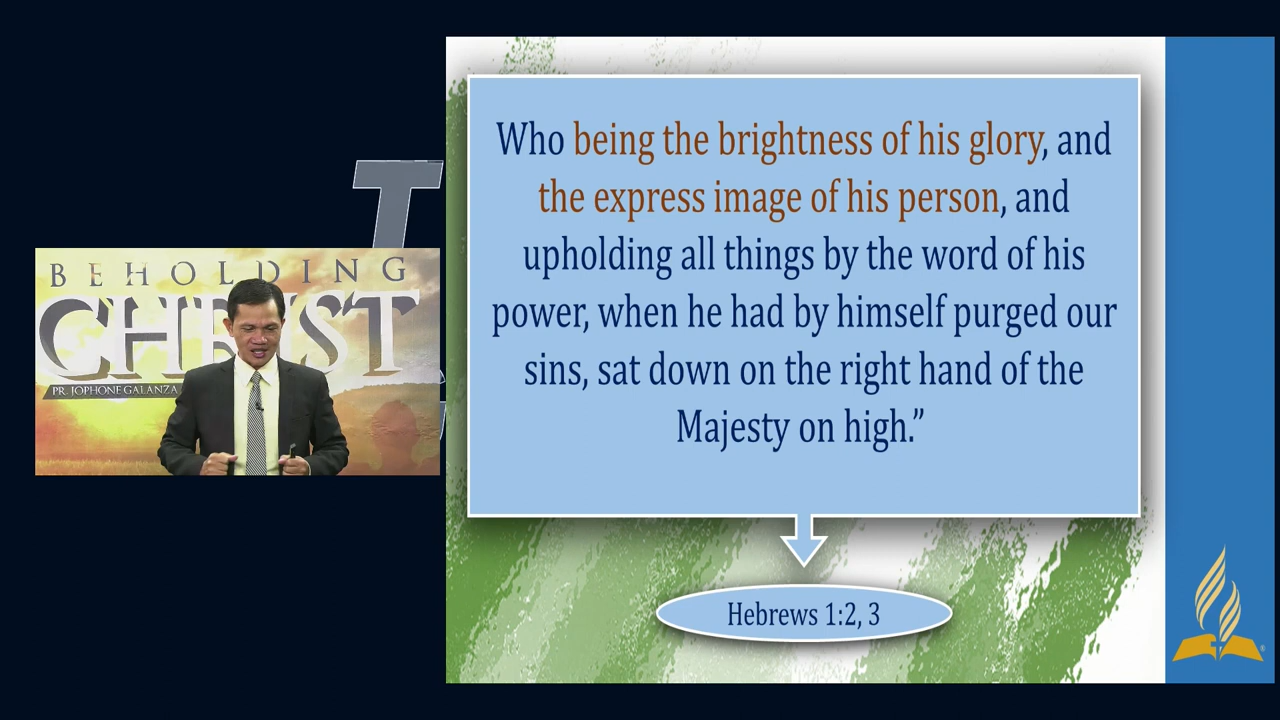 BEHOLDING
CHRIST
PR. JOPHONE GALANZA
T
Who being the brightness of his glory, and
the express image of his person, and
upholding all things by the word of his
power, when he had by himself purged our
sins, sat down on the right hand of the
Majesty on high.”
Hebrews 1:2, 3
®